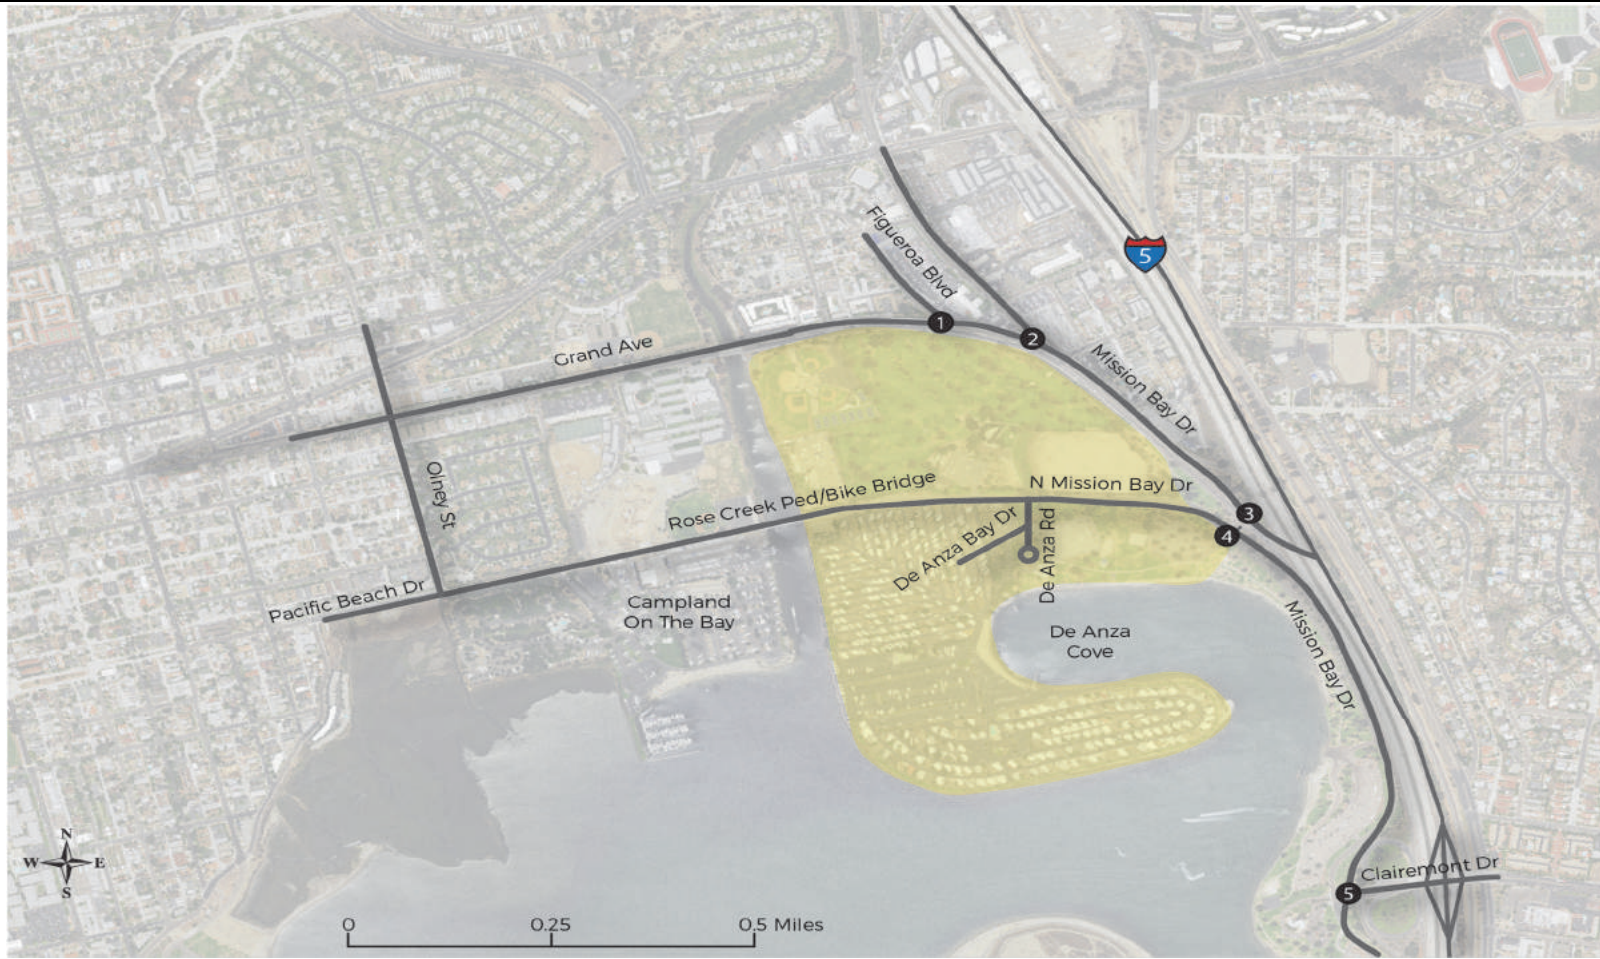 5
Figueroa Blvd
1
2
Grand Ave
Mission Bay Dr
Olney St
Rose Creek Ped/Bike Bridge
N Mission Bay Dr
3
4
De Anza Bay Dr
De Anza Rd
Pacific Beach Dr
Campland
On The Bay
De Anza
Cove
Mission Bay Dr
N
W
E
S
Clairemont Dr
5
0
0.25
0.5 Miles